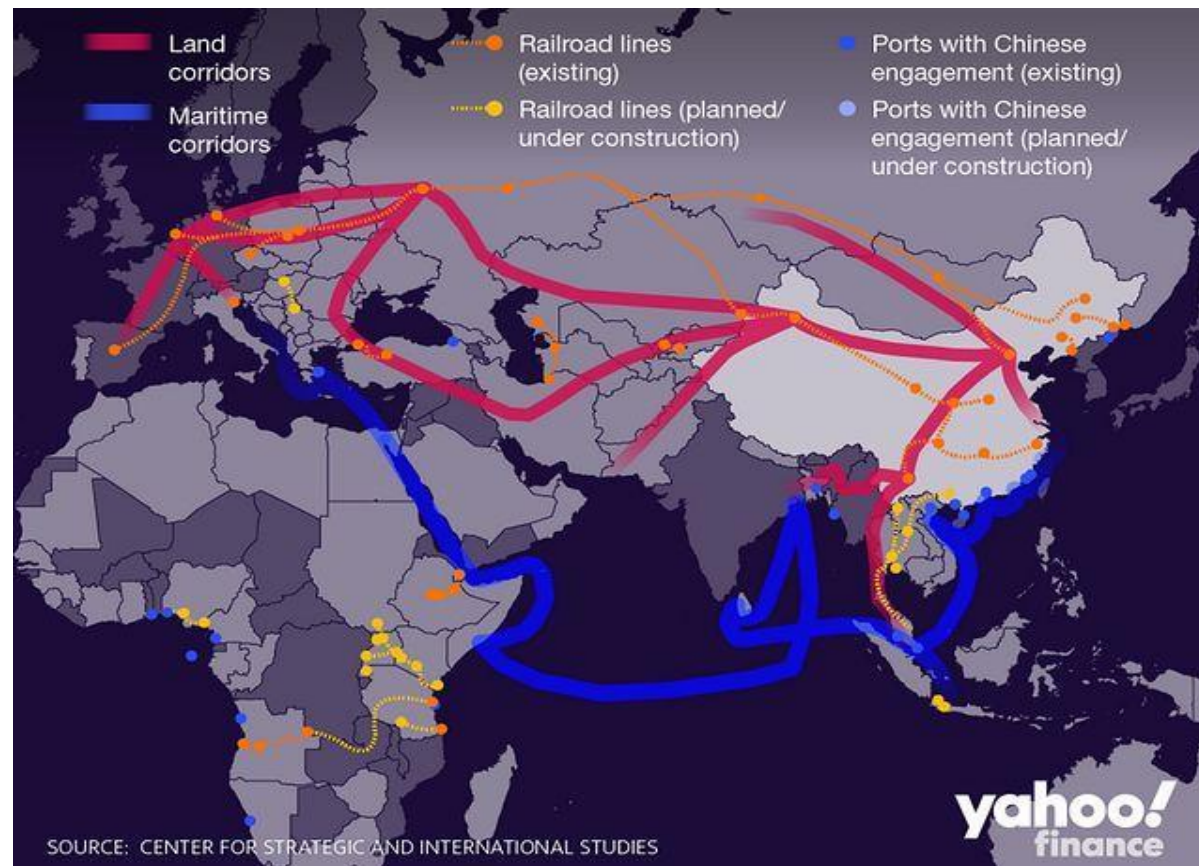 Land
corridors
Maritime
corridors
Railroad lines
(existing)
Railroad lines (planned/
under construction)
Ports with Chinese
engagement (existing)
Ports with Chinese
engagement (planned/
under construction)
SOURCE: CENTER FOR STRATEGIC AND INTERNATIONAL STUDIES
yahoo!
finance